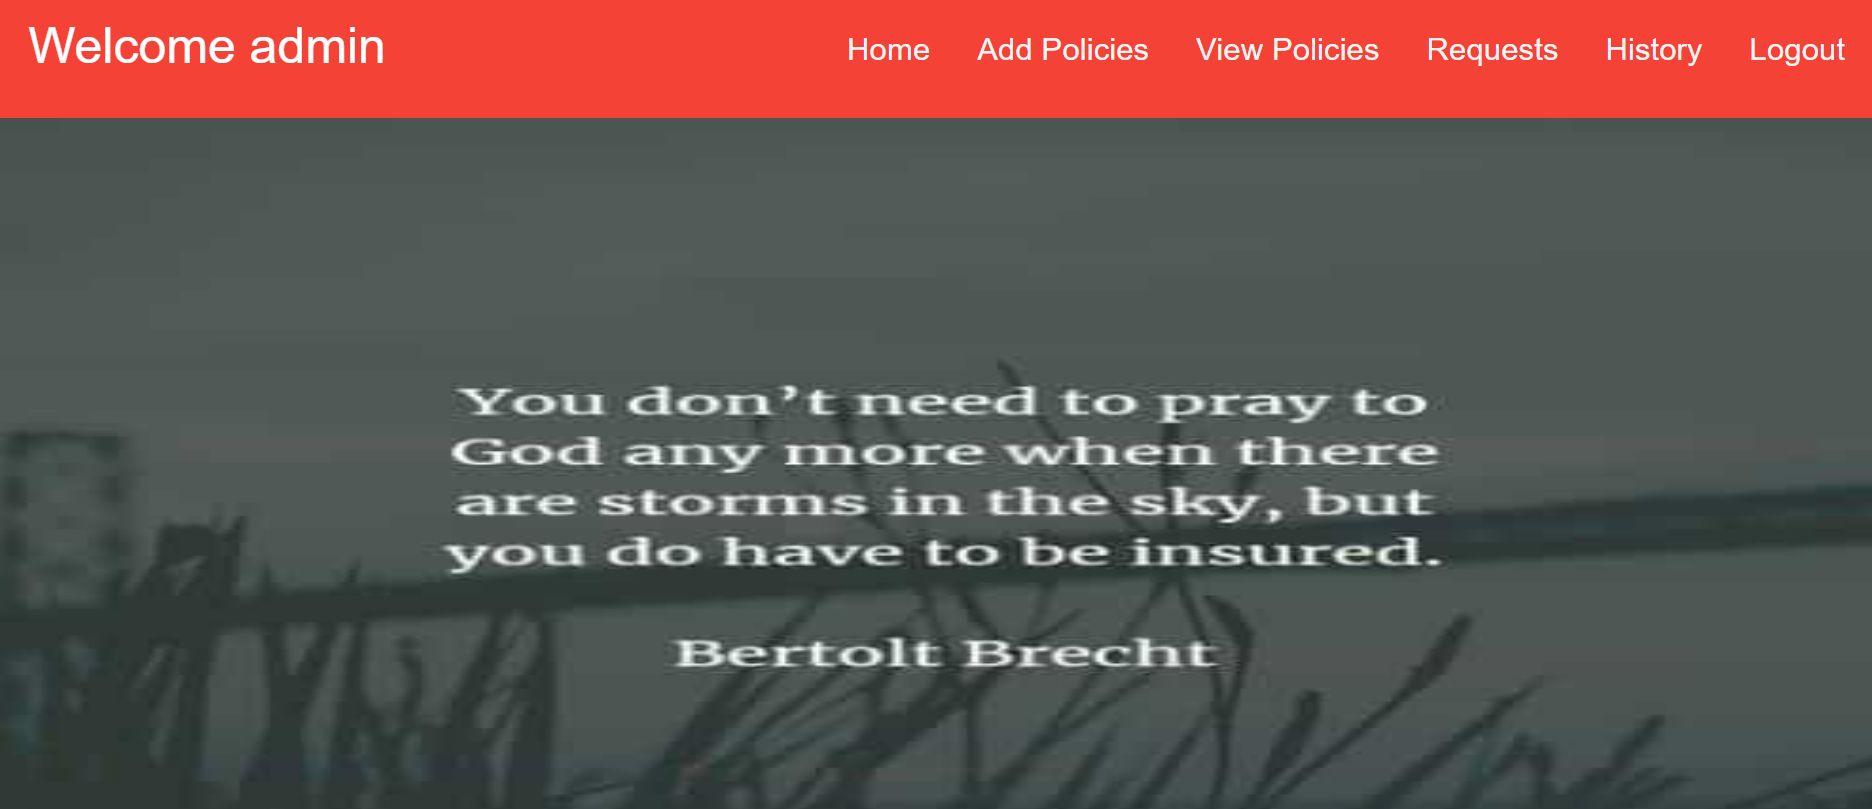 Welcome admin
Home Add Policies View Policies Requests History Logout
You don’t need to pray to
God any more when there
are storms in the sky, but
you do have to be insured.
Bertolt Brecht